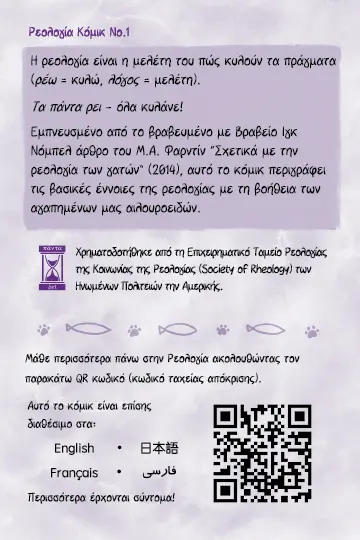 Ρεολογία Κόμικ Νο.1
Η ρεολογία είναι η μελέτη του πώς κυλούν τα πράγματα
(ρέω = κυλώ, λόγος = μελέτη).
Τα πάντα ρει - όλα κυλάνε!
Εμπνευσμένο από το βραβευμένο με βραβείο Ιγκ
Νόμπελ άρθρο του Μ.Α. Φαρντίν "Σχετικά με την
ρεολογία των γατών" (2014), αυτό το κόμικ περιγράφει
τις βασικές έννοιες της ρεολογίας με τη βοήθεια των
αγαπημένων μας αιλουροειδών.
πάντα
ῥεῖ
Χρηματοδοτήθηκε από τη Επιχειρηματικό Ταμείο Ρεολογίας
της Κοινωνίας της Ρεολογίας (Society of Rheology) των
Ηνωμένων Πολιτειών την Αμερικής.
Μάθε περισσότερα πάνω στην Ρεολογία ακολουθώντας τον
παρακάτω QR κωδικό (κωδικό ταχείας απόκρισης).
Αυτό το κόμικ είναι επίσης
διαθέσιμο στα:
English • 日本語
Français • فارسی
Περισσότερα έρχονται σύντομα!